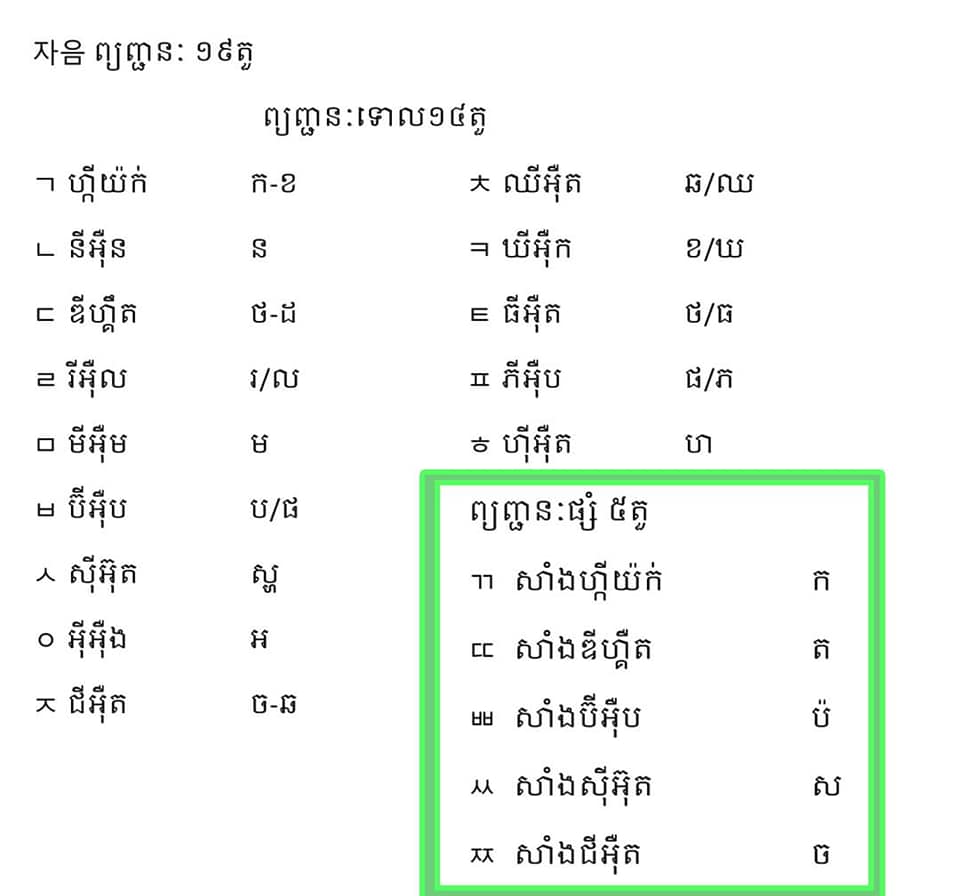 자음 ព្យញ្ជនៈ ១៩តួ
ព្យញ្ជនៈទោល១៤តួ
ㄱ ហ្គីយ៉ក់ ក-ខ
ㄴ នីអ៊ឺន ន
ㄷ ឌីហ្គឹត ថ-ដ
ㄹ រីអ៊ឺល រ/ល
ㅁ មីអ៊ឺម ម
ㅂ ប៊ីអ៊ឺប ប/ផ
ㅅ ស៊ីអ៊ុត ស្ហ
ㅇ អ៊ីអ៊ឺង អ
ㅈ ជីអ៊ឺត ច-ឆ
ㅊ ឈីអ៊ឺត ឆ/ឈ
ㅋ ឃីអ៊ឺក ខ/ឃ
ㅌ ធីអ៊ឺត ថ/ធ
ㅍ ភីអ៊ឺប ផ/ភ
ㅎ ហ៊ីអ៊ឺត ហ
ព្យញ្ជនៈផ្សំ ៥តួ
ㄲ សាំងហ្គីយ៉ក់ ក
ㄸ សាំងឌីហ្គឺត ត
ㅃ សាំងប៊ីអ៊ឺប ប៉
ㅆ សាំងស៊ីអ៊ុត ស
ㅉ សាំងជីអ៊ឺត ច